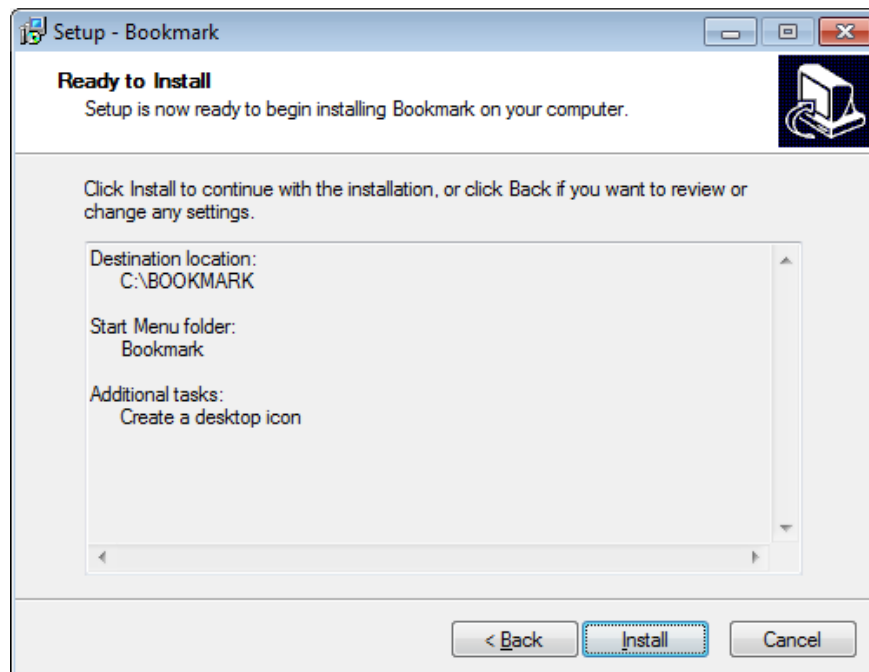 Setup - Bookmark
Ready to Install
Setup is now ready to begin installing Bookmark on your computer.
Click Install to continue with the installation, or click Back if you want to review or
change any settings.
Destination location:
C:\BOOKMARK
Start Menu folder:
Bookmark
Additional tasks:
Create a desktop icon
< Back
Install
Cancel